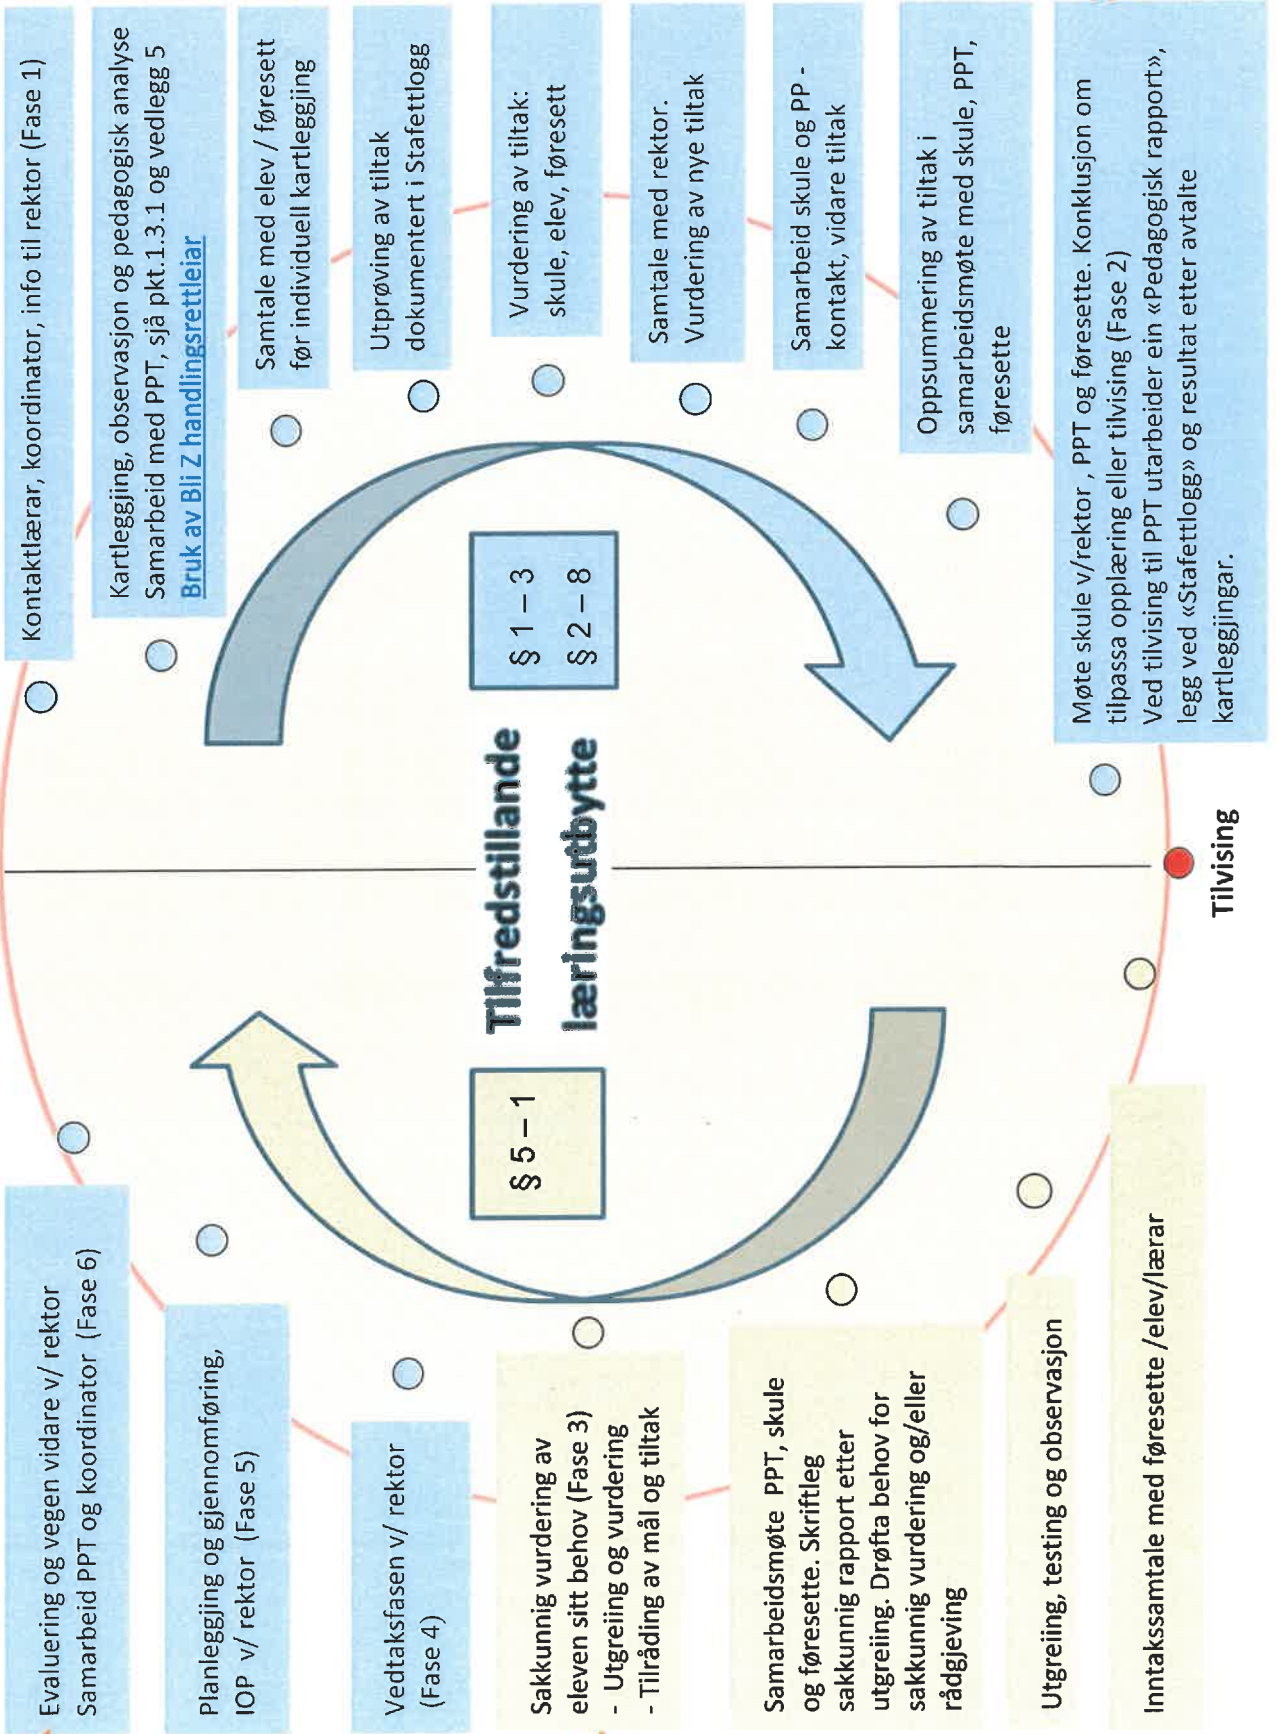 Kontaktlærar, koordinator, info til rektor (Fase 1)
Kartleggjing, observasjon og pedagogisk analyse
Samarbeid med PPT, sjå pkt.1.3.1 og vedlegg 5
Bruk av Bli Z handlingsrettleiar
Samtale med elev / føresett
før individuell kartleggjing
Utprøving av tiltak
dokumentert i Stafettlogg
Vurdering av tiltak:
skule, elev, føresett
Samtale med rektor.
Vurdering av nye tiltak
Samarbeid skule og PP -
kontakt, vidare tiltak
Oppsummering av tiltak i
samarbeidsmøte med skule, PPT,
føresette
Møte skule v/rektor , PPT og føresette. Konklusjon om
tilpassa opplæring eller tilvising (Fase 2)
Ved tilvising til PPT utarbeider ein «Pedagogisk rapport»,
legg ved «Stafettlogg» og resultat etter avtalte
kartleggjingar.
Tilvising
Inntakssamtale med føresette /elev/lærar
Utgreiing, testing og observasjon
Samarbeidsmøte PPT, skule
og føresette. Skriftleg
sakkunnig rapport etter
utgreiing. Drøfta behov for
sakkunnig vurdering og/eller
rådgjeving
Sakkunnig vurdering av
eleven sitt behov (Fase 3)
- Utgreiing og vurdering
- Tilråding av mål og tiltak
Vedtaksfasen v/ rektor
(Fase 4)
Planleggjing og gjennomføring,
IOP v/ rektor (Fase 5)
Evaluering og vegen vidare v/ rektor
Samarbeid PPT og koordinator (Fase 6)
§ 5 – 1
Tilfredstillande
læringsutbytte
§ 1 – 3
§ 2 – 8